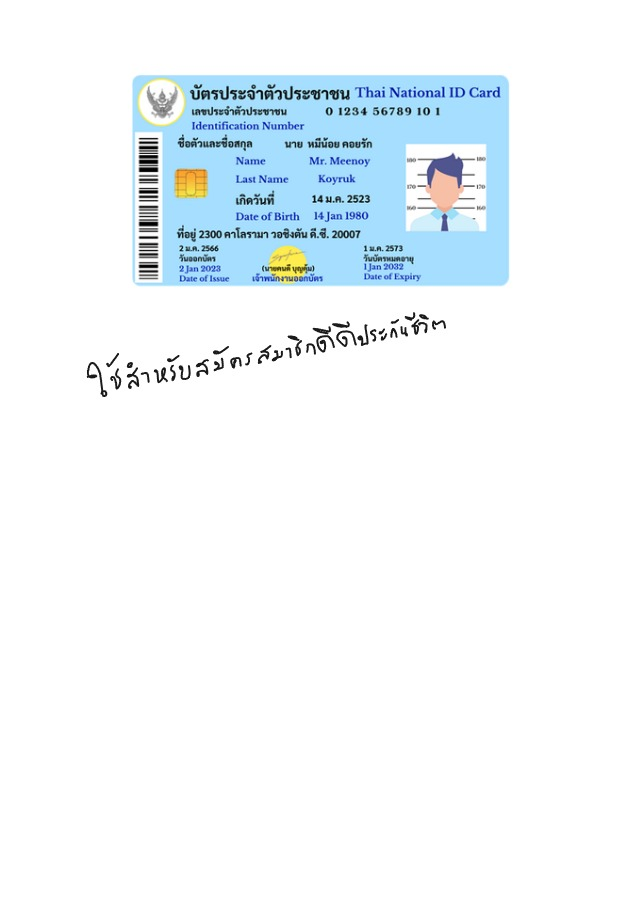 บัตรประจำตัวประชาชน Thai National ID Card
เลขประจำตัวประชาชน 0 1234 56789 10 1
Identification Number
ชื่อตัวและชื่อสกุล นาย หมีน้อย คอยรัก
Name Mr. Meenoy
Last Name Koyruk
เกิดวันที่ 14 ม.ค. 2523
Date of Birth 14 Jan 1980
ที่อยู่ 2300 คาโลรามา วอชิงตัน ดี.ซี. 20007
2 ม.ค. 2566
วันออกบัตร
2 Jan 2023
Date of Issue
(นายคนดี บุญคุ้ม)
เจ้าพนักงานออกบัตร
1 ม.ค. 2573
วันบัตรหมดอายุ
1 Jan 2032
Date of Expiry
180 180
170 170
160 160
ใช้สำหรับสมัครสมาชิกดีดีประกันชีวิต